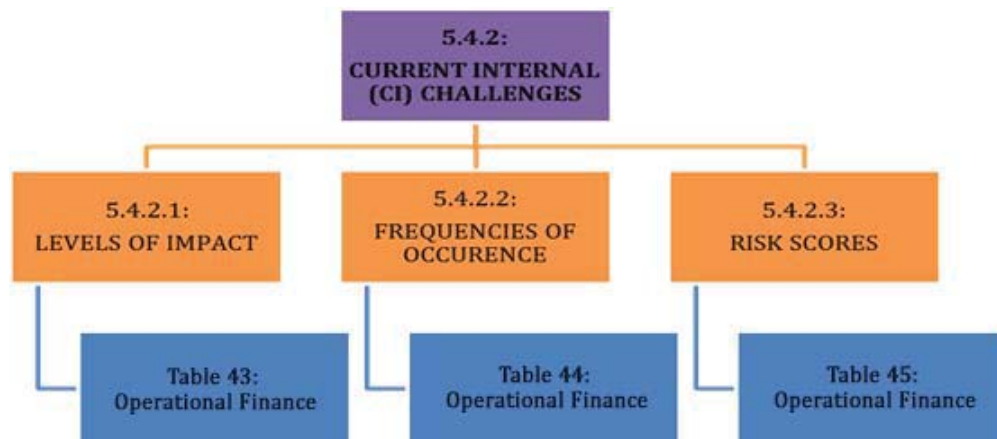 5.4.2:
CURRENT INTERNAL
(CI) CHALLENGES
5.4.2.1:
LEVELS OF IMPACT
5.4.2.2:
FREQUENCIES OF
OCCURENCE
5.4.2.3:
RISK SCORES
Table 43:
Operational Finance
Table 44:
Operational Finance
Table 45:
Operational Finance